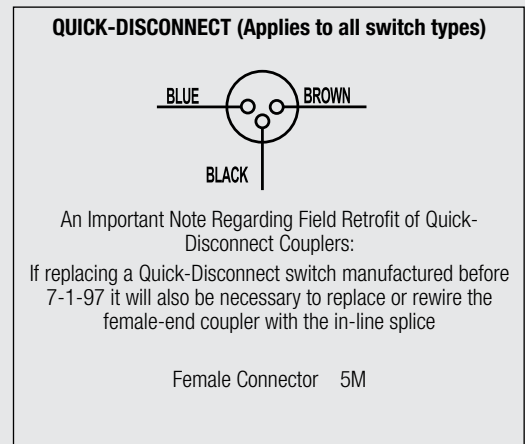 QUICK-DISCONNECT (Applies to all switch types)
BLUE
BROWN
BLACK
An Important Note Regarding Field Retrofit of Quick-
Disconnect Couplers:
If replacing a Quick-Disconnect switch manufactured before
7-1-97 it will also be necessary to replace or rewire the
female-end coupler with the in-line splice
Female Connector 5M